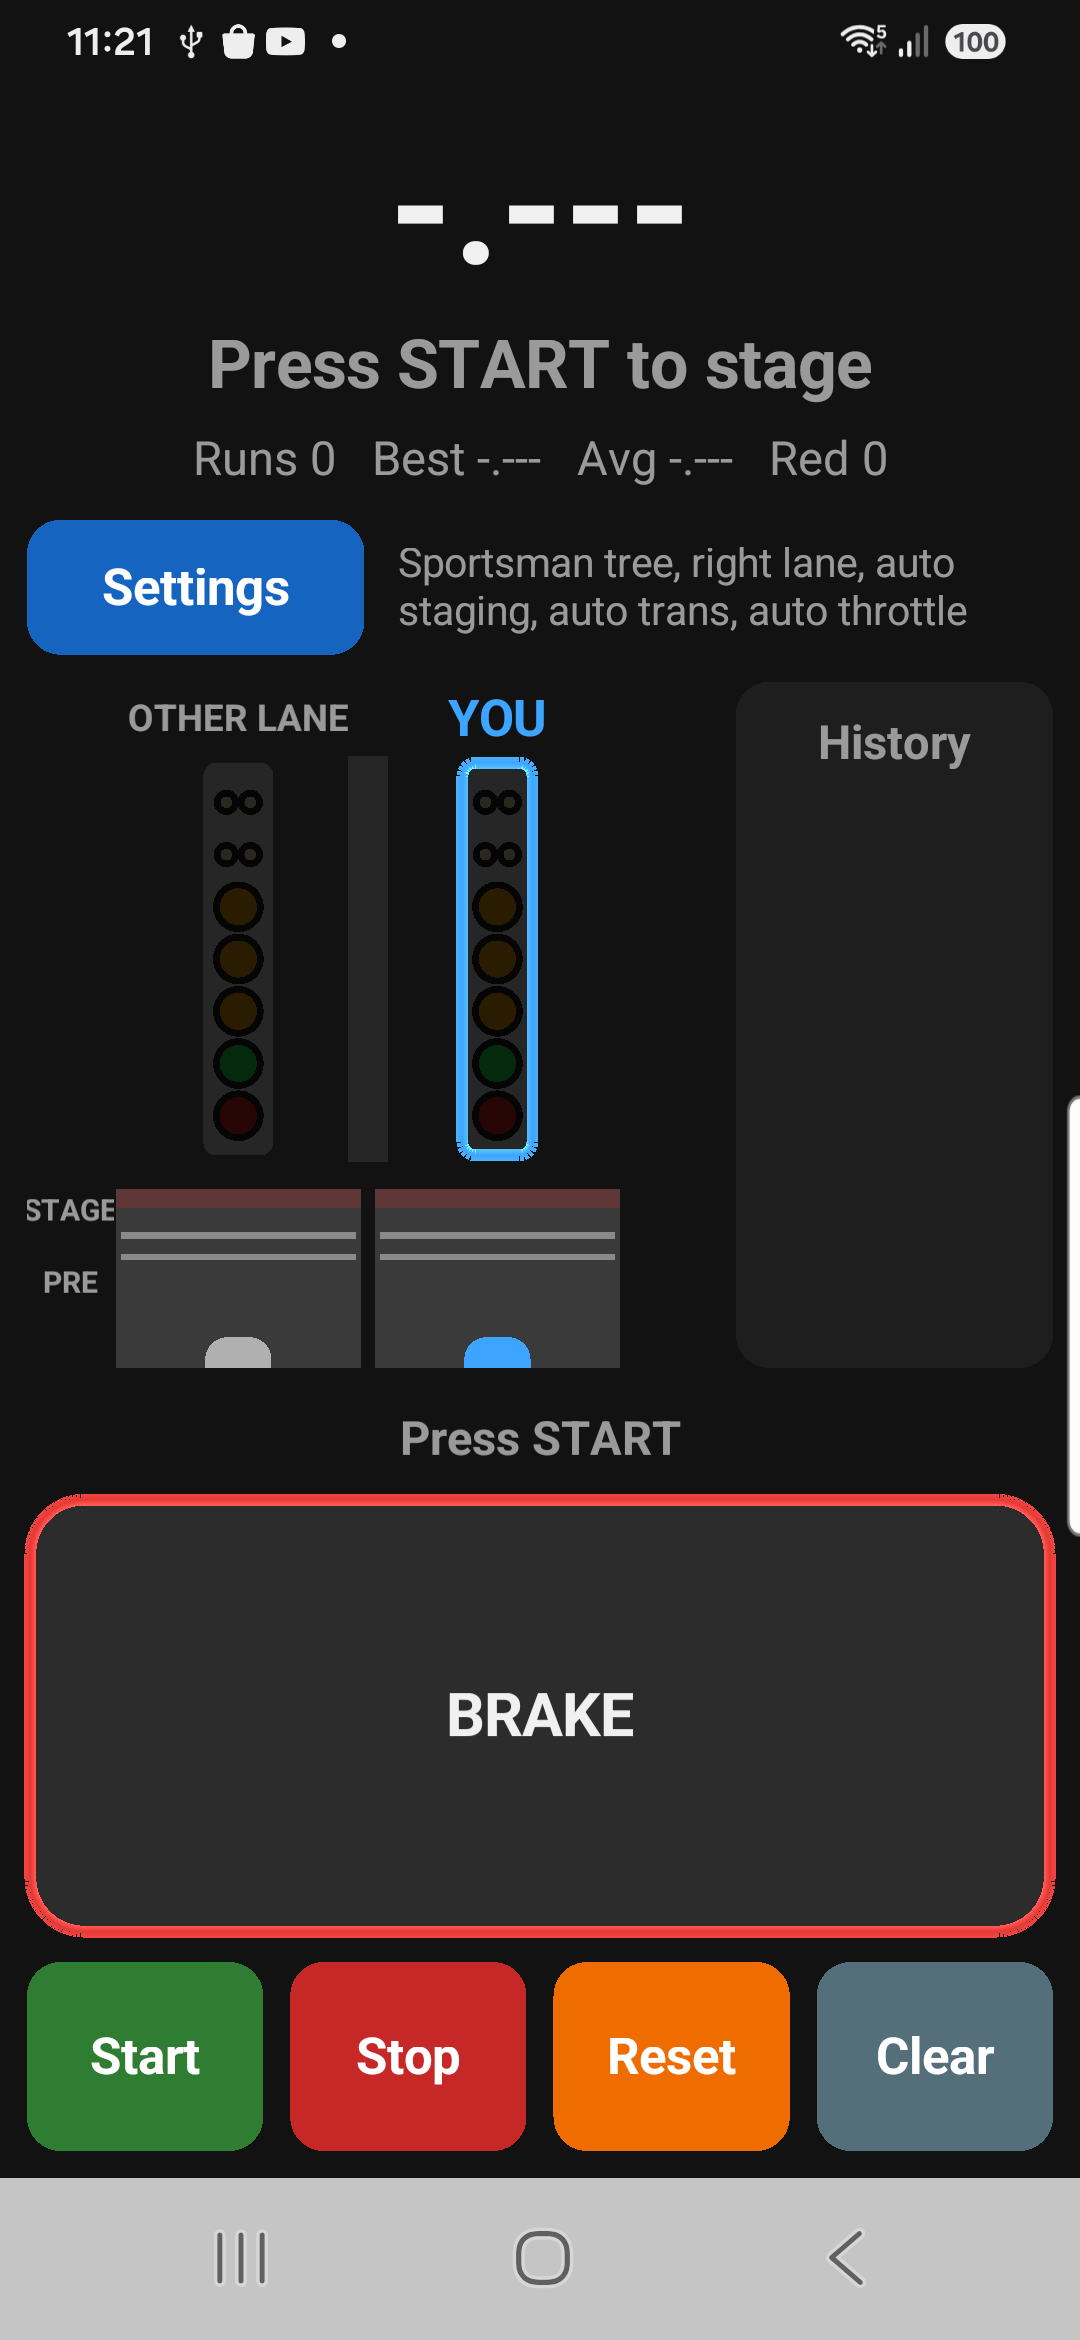 11:21
5
100
-.---
Press START to stage
Runs 0 Best -.--- Avg -.--- Red 0
Settings
Sportsman tree, right lane, auto
staging, auto trans, auto throttle
OTHER LANE
YOU
History
STAGE
PRE
Press START
BRAKE
Start
Stop
Reset
Clear